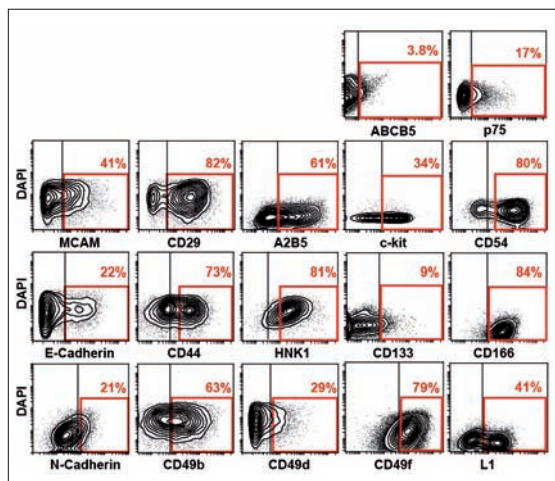 3.8% 17%
ABCB5 p75
DAPI 41% 82% 61% 34% 80%
MCAM CD29 A2B5 c-kit CD54
DAPI 22% 73% 81% 9% 84%
E-Cadherin CD44 HNK1 CD133 CD166
DAPI 21% 63% 29% 79% 41%
N-Cadherin CD49b CD49d CD49f L1